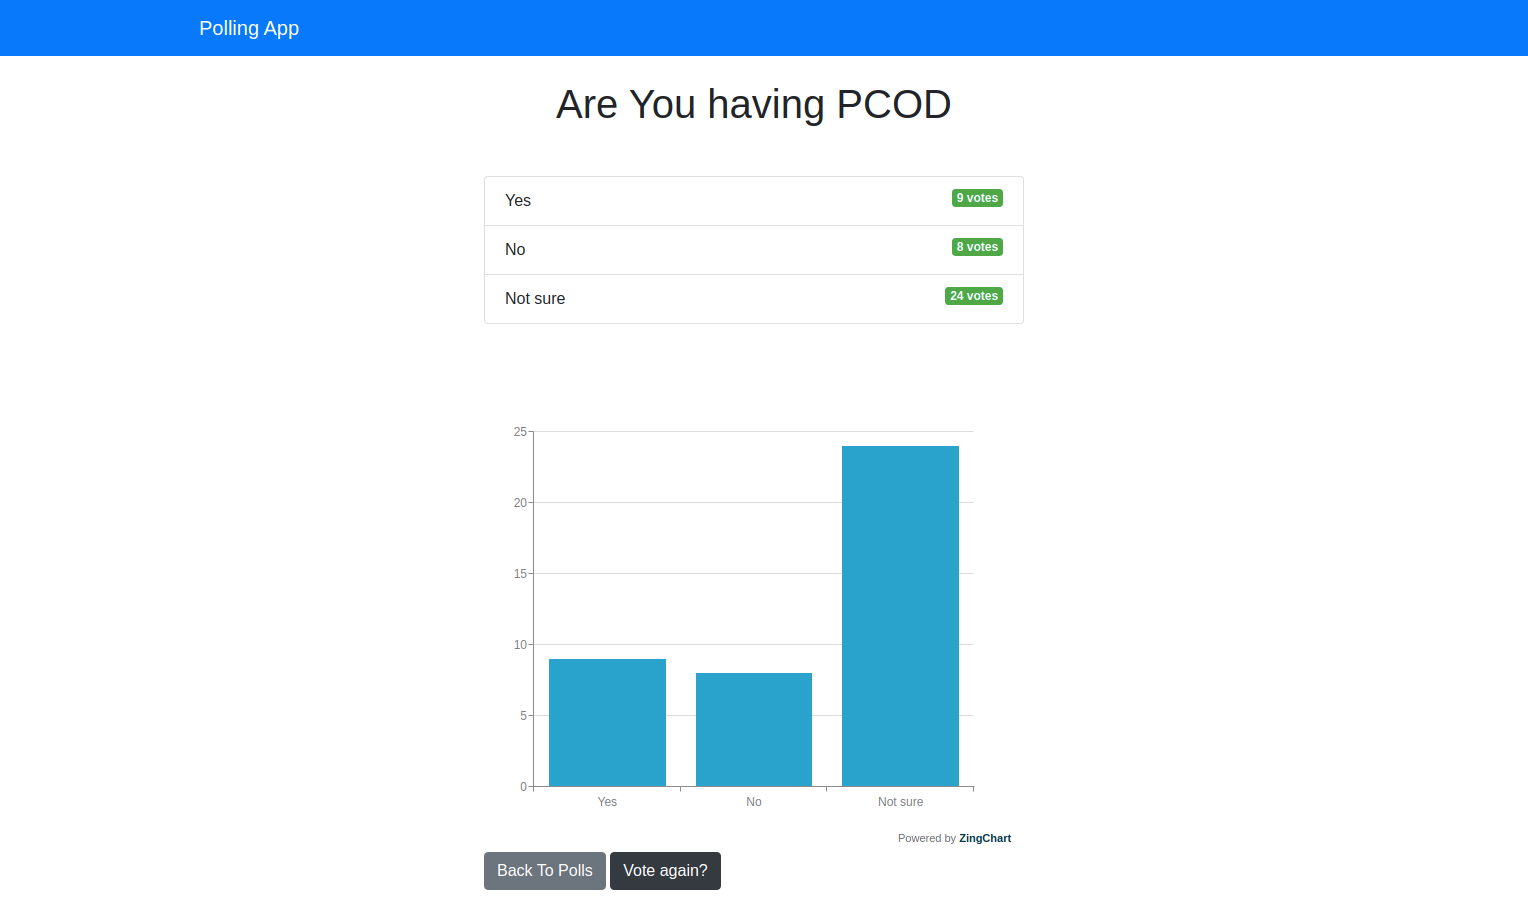 Polling App
Are You having PCOD
Yes 9 votes
No 8 votes
Not sure 24 votes
25
20
15
10
5
0
Yes No Not sure
Powered by ZingChart
Back To Polls Vote again?